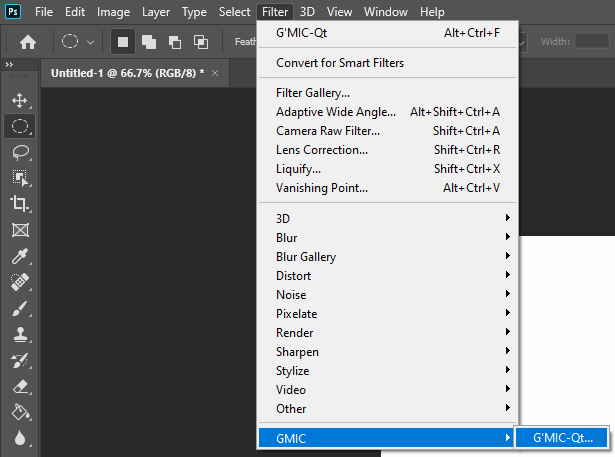 Ps File Edit Image Layer Type Select Filter 3D View Window Help
Feath
Width:
Untitled-1 @ 66.7% (RGB/8) * ×
G'MIC-Qt Alt+Ctrl+F
Convert for Smart Filters
Filter Gallery...
Adaptive Wide Angle... Alt+Shift+Ctrl+A
Camera Raw Filter... Shift+Ctrl+A
Lens Correction... Shift+Ctrl+R
Liquify... Shift+Ctrl+X
Vanishing Point... Alt+Ctrl+V
3D
Blur
Blur Gallery
Distort
Noise
Pixelate
Render
Sharpen
Stylize
Video
Other
GMIC G'MIC-Qt...